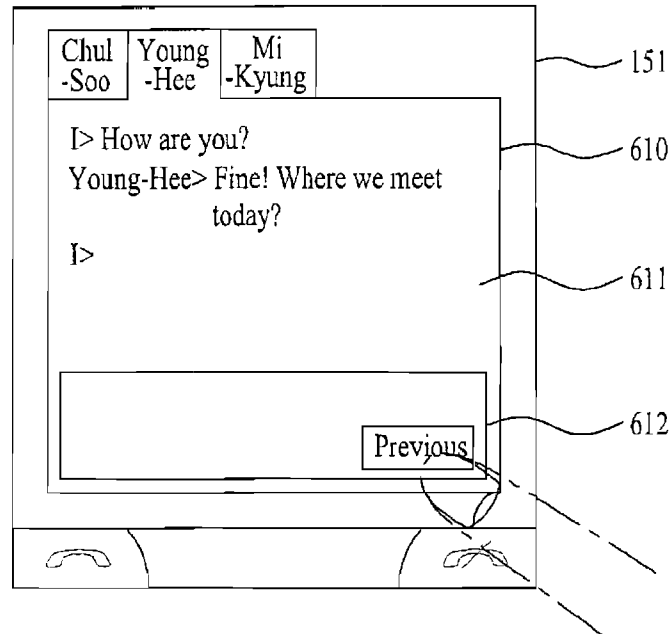 Chul
-Soo
Young
-Hee
Mi
-Kyung
151
610
I> How are you?
Young-Hee> Fine! Where we meet
today?
I>
611
612
Previous